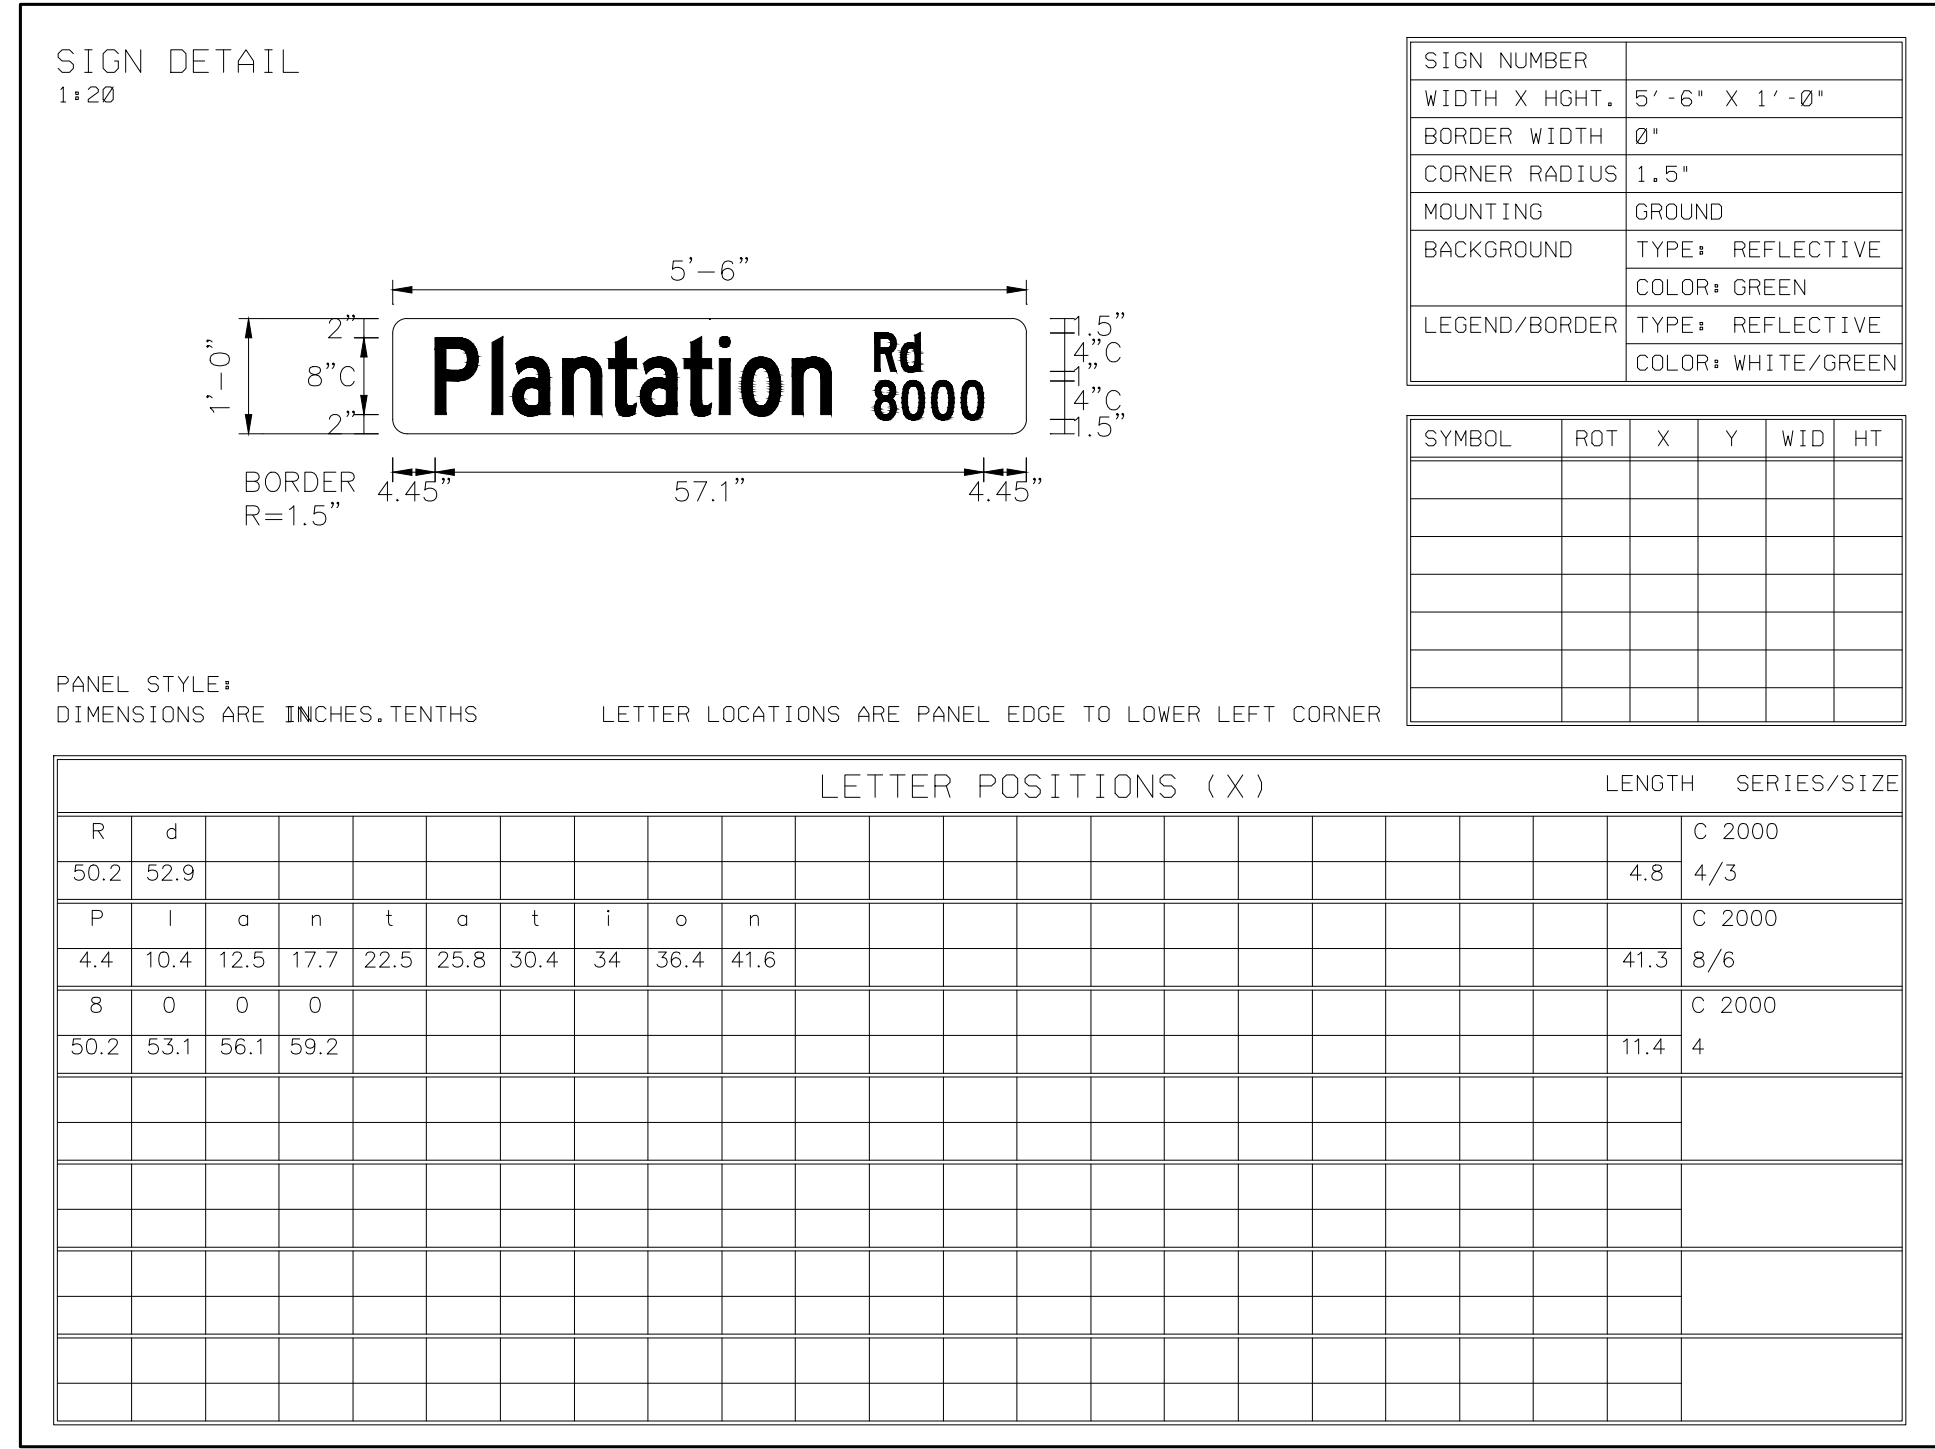 SIGN DETAIL
1:20
SIGN NUMBER
WIDTH X HGHT. 5'-6" X 1'-0"
BORDER WIDTH 0"
CORNER RADIUS 1.5"
MOUNTING GROUND
BACKGROUND TYPE: REFLECTIVE
COLOR: GREEN
LEGEND/BORDER TYPE: REFLECTIVE
COLOR: WHITE/GREEN
5'-6"
1'-0"
2"
8"C
2"
Plantation Rd
8000
1.5"
4"C
1"
4"C
1.5"
BORDER
R=1.5"
4.45" 57.1" 4.45"
SYMBOL ROT X Y WID HT
PANEL STYLE:
DIMENSIONS ARE INCHES.TENTHS LETTER LOCATIONS ARE PANEL EDGE TO LOWER LEFT CORNER
LETTER POSITIONS (X) LENGTH SERIES/SIZE
R d C 2000
50.2 52.9 4.8 4/3
P l a n t a t i o n C 2000
4.4 10.4 12.5 17.7 22.5 25.8 30.4 34 36.4 41.6 41.3 8/6
8 0 0 0 C 2000
50.2 53.1 56.1 59.2 11.4 4